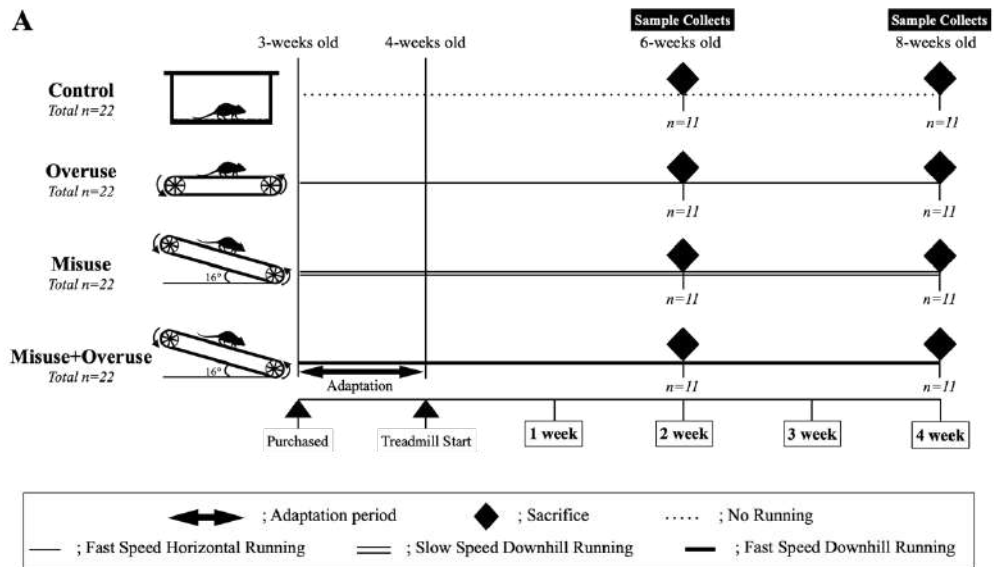 A
Sample Collects
Sample Collects
3-weeks old
4-weeks old
6-weeks old
8-weeks old
Control
Total n=22
n=11
n=11
Overuse
Total n=22
n=11
n=11
Misuse
Total n=22
16°
n=11
n=11
Misuse+Overuse
Total n=22
16°
Adaptation
n=11
n=11
Purchased
Treadmill Start
1 week
2 week
3 week
4 week
; Adaptation period
; Sacrifice
; No Running
; Fast Speed Horizontal Running
; Slow Speed Downhill Running
; Fast Speed Downhill Running